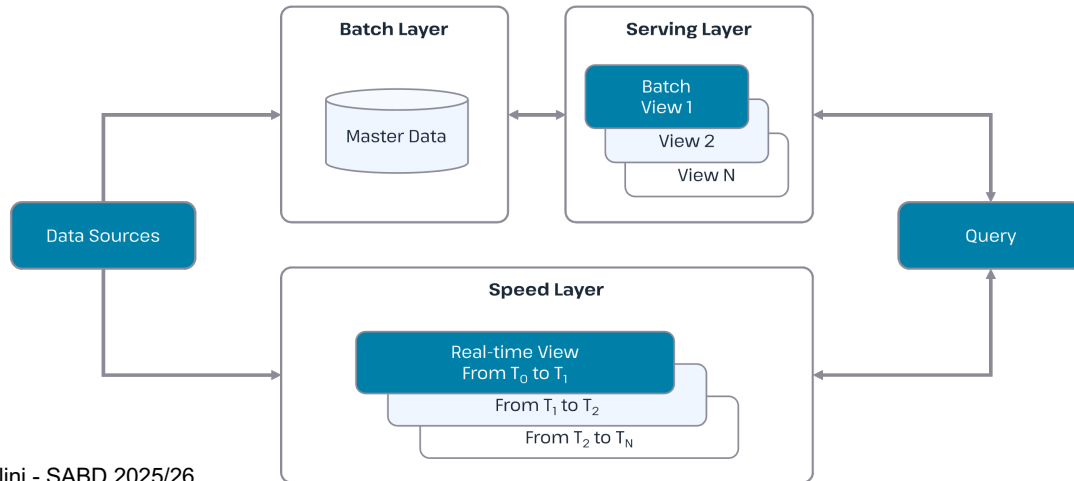 Batch Layer
Master Data
Serving Layer
Batch
View 1
View 2
View N
Data Sources
Query
Speed Layer
Real-time View
From T₀ to T₁
From T₁ to T₂
From T₂ to Tₙ
- SABD 2025/26